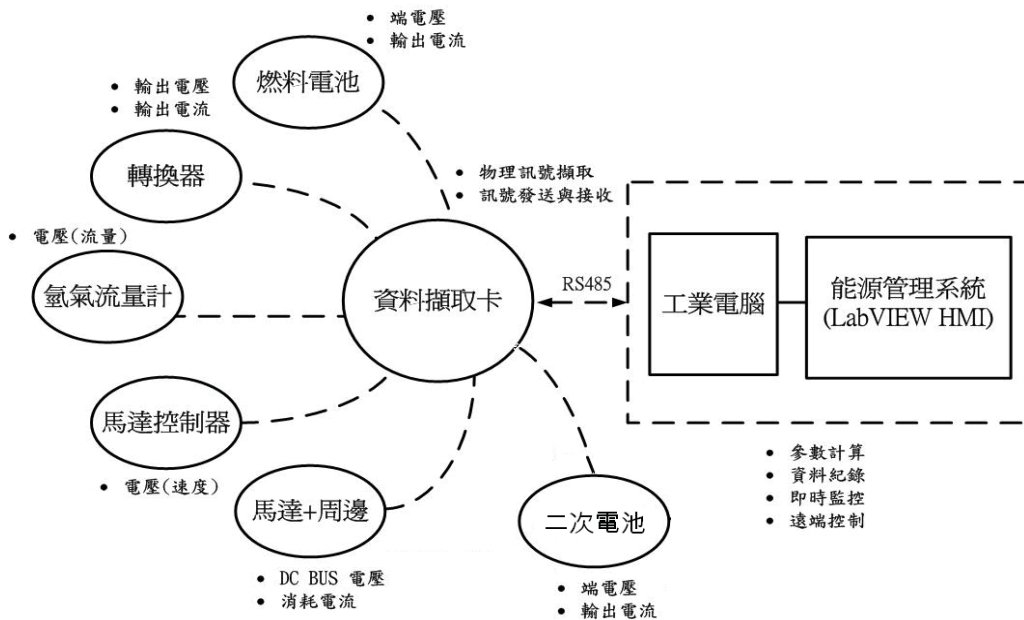 • 端電壓
• 輸出電流
燃料電池
• 輸出電壓
• 輸出電流
轉換器
• 物理訊號擷取
• 訊號發送與接收
• 電壓(流量)
氫氣流量計
資料擷取卡
RS485
工業電腦
能源管理系統
(LabVIEW HMI)
馬達控制器
• 電壓(速度)
馬達+周邊
• DC BUS 電壓
• 消耗電流
二次電池
• 端電壓
• 輸出電流
• 參數計算
• 資料紀錄
• 即時監控
• 遠端控制